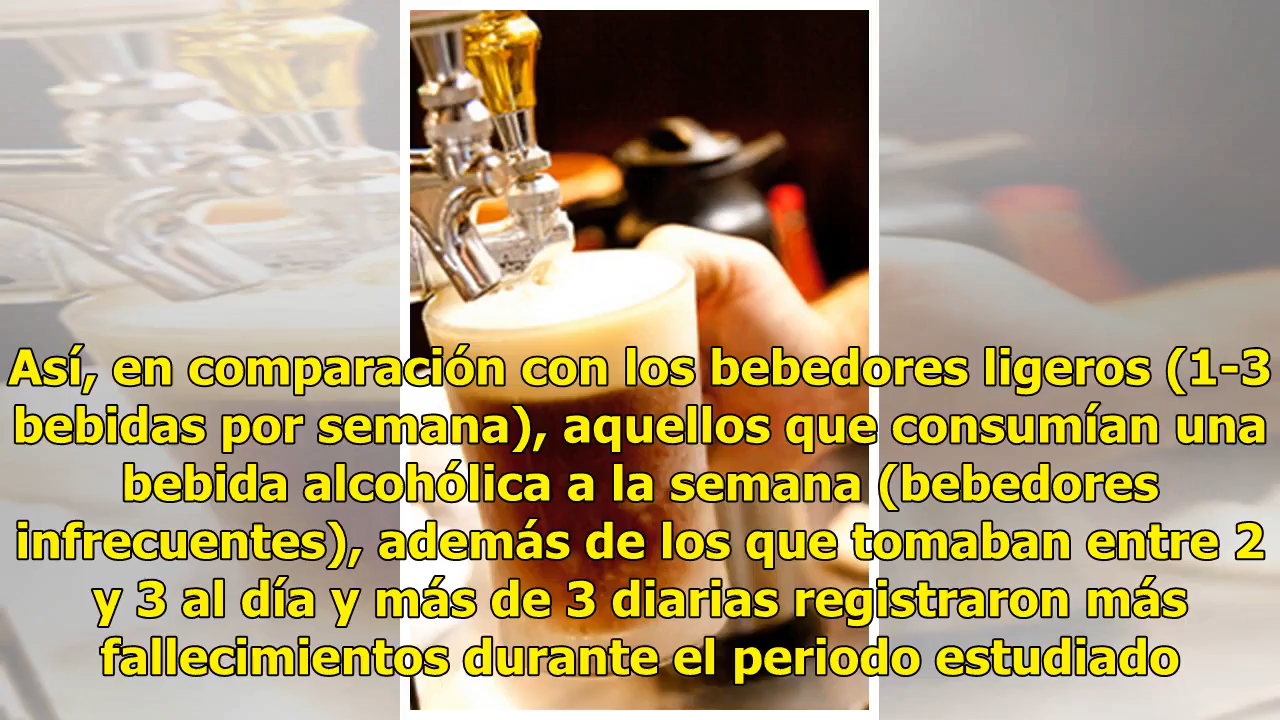 Así, en comparación con los bebedores ligeros (1-3
bebidas por semana), aquellos que consumían una
bebida alcohólica a la semana (bebedores
infrecuentes), además de los que tomaban entre 2
y 3 al día y más de 3 diarias registraron más
fallecimientos durante el periodo estudiado